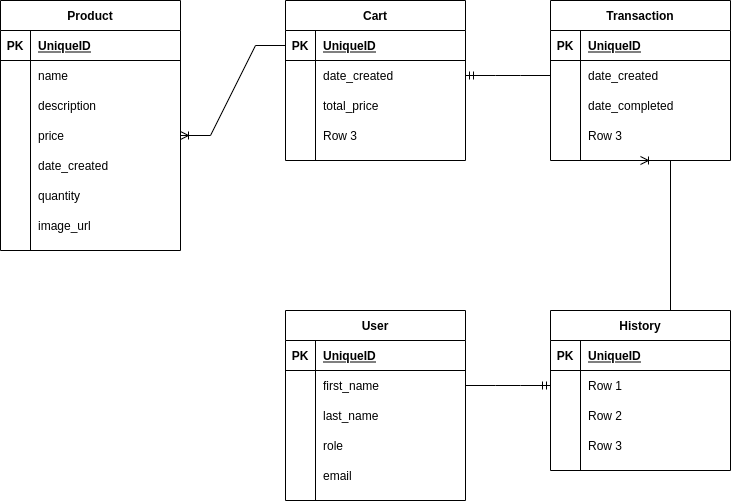 Product
PK UniqueID
name
description
price
date_created
quantity
image_url
Cart
PK UniqueID
date_created
total_price
Row 3
Transaction
PK UniqueID
date_created
date_completed
Row 3
User
PK UniqueID
first_name
last_name
role
email
History
PK UniqueID
Row 1
Row 2
Row 3